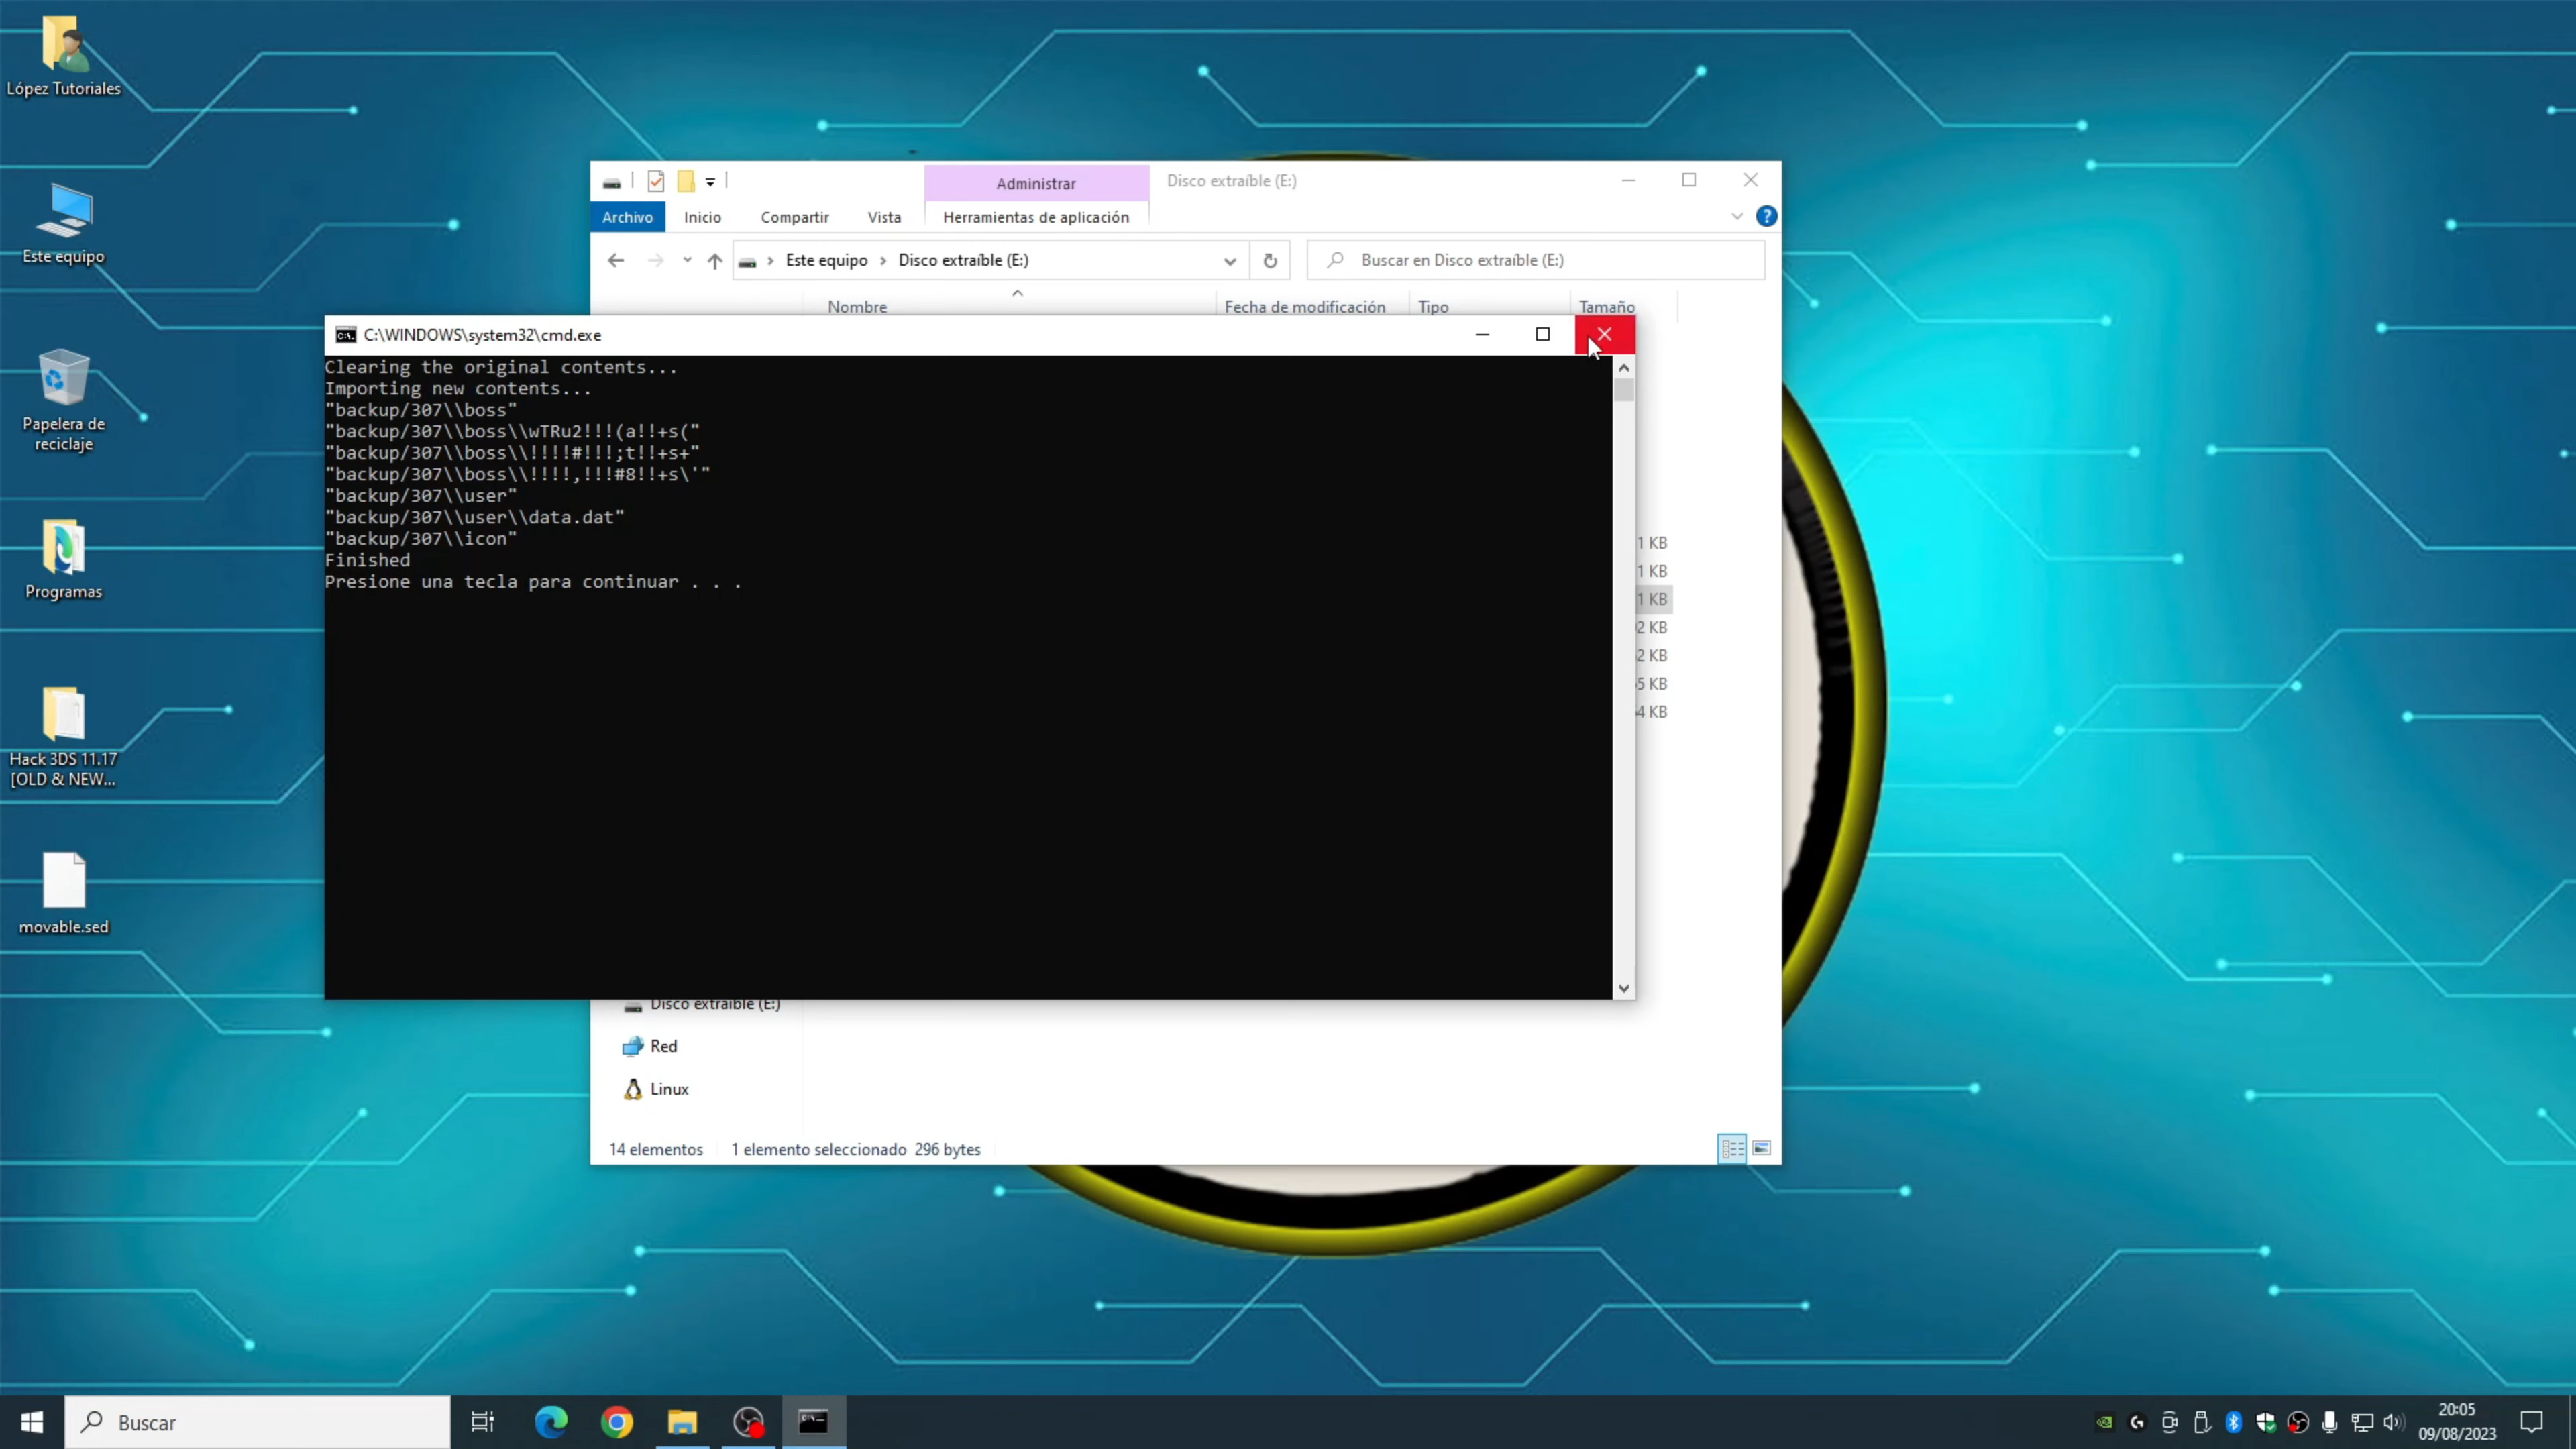 López Tutoriales
Este equipo
Papelera de
reciclaje
Programas
Hack 3DS 11.17
[OLD & NEW...
movable.sed
Administrar
Disco extraíble (E:)
Archivo
Inicio
Compartir
Vista
Herramientas de aplicación
?
Este equipo > Disco extraíble (E:)
Buscar en Disco extraíble (E:)
Nombre
Fecha de modificación
Tipo
Tamaño
C:\WINDOWS\system32\cmd.exe
Clearing the original contents...
Importing new contents...
"backup/307\\boss"
"backup/307\\boss\\wTRu2!!!(a!!+s("
"backup/307\\boss\\!!!!#!!!;t!!+s+"
"backup/307\\boss\\!!!!,!!!#8!!+s\'"
"backup/307\\user"
"backup/307\\user\\data.dat"
"backup/307\\icon"
Finished
Presione una tecla para continuar . . .
1 KB
1 KB
1 KB
2 KB
2 KB
5 KB
4 KB
Disco extraíble (E:)
Red
Linux
14 elementos
1 elemento seleccionado 296 bytes
Buscar
20:05
09/08/2023